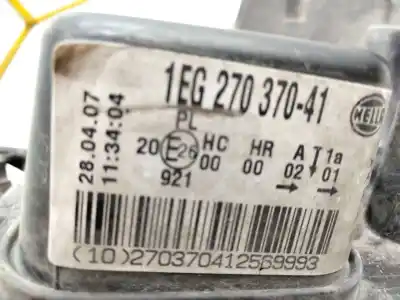 1EG 270 370-41
HELLA
28.04.07
11:34:04
PL
20 E26 HC HR A 1a
00 00 02 01
921
(10)270370412569993